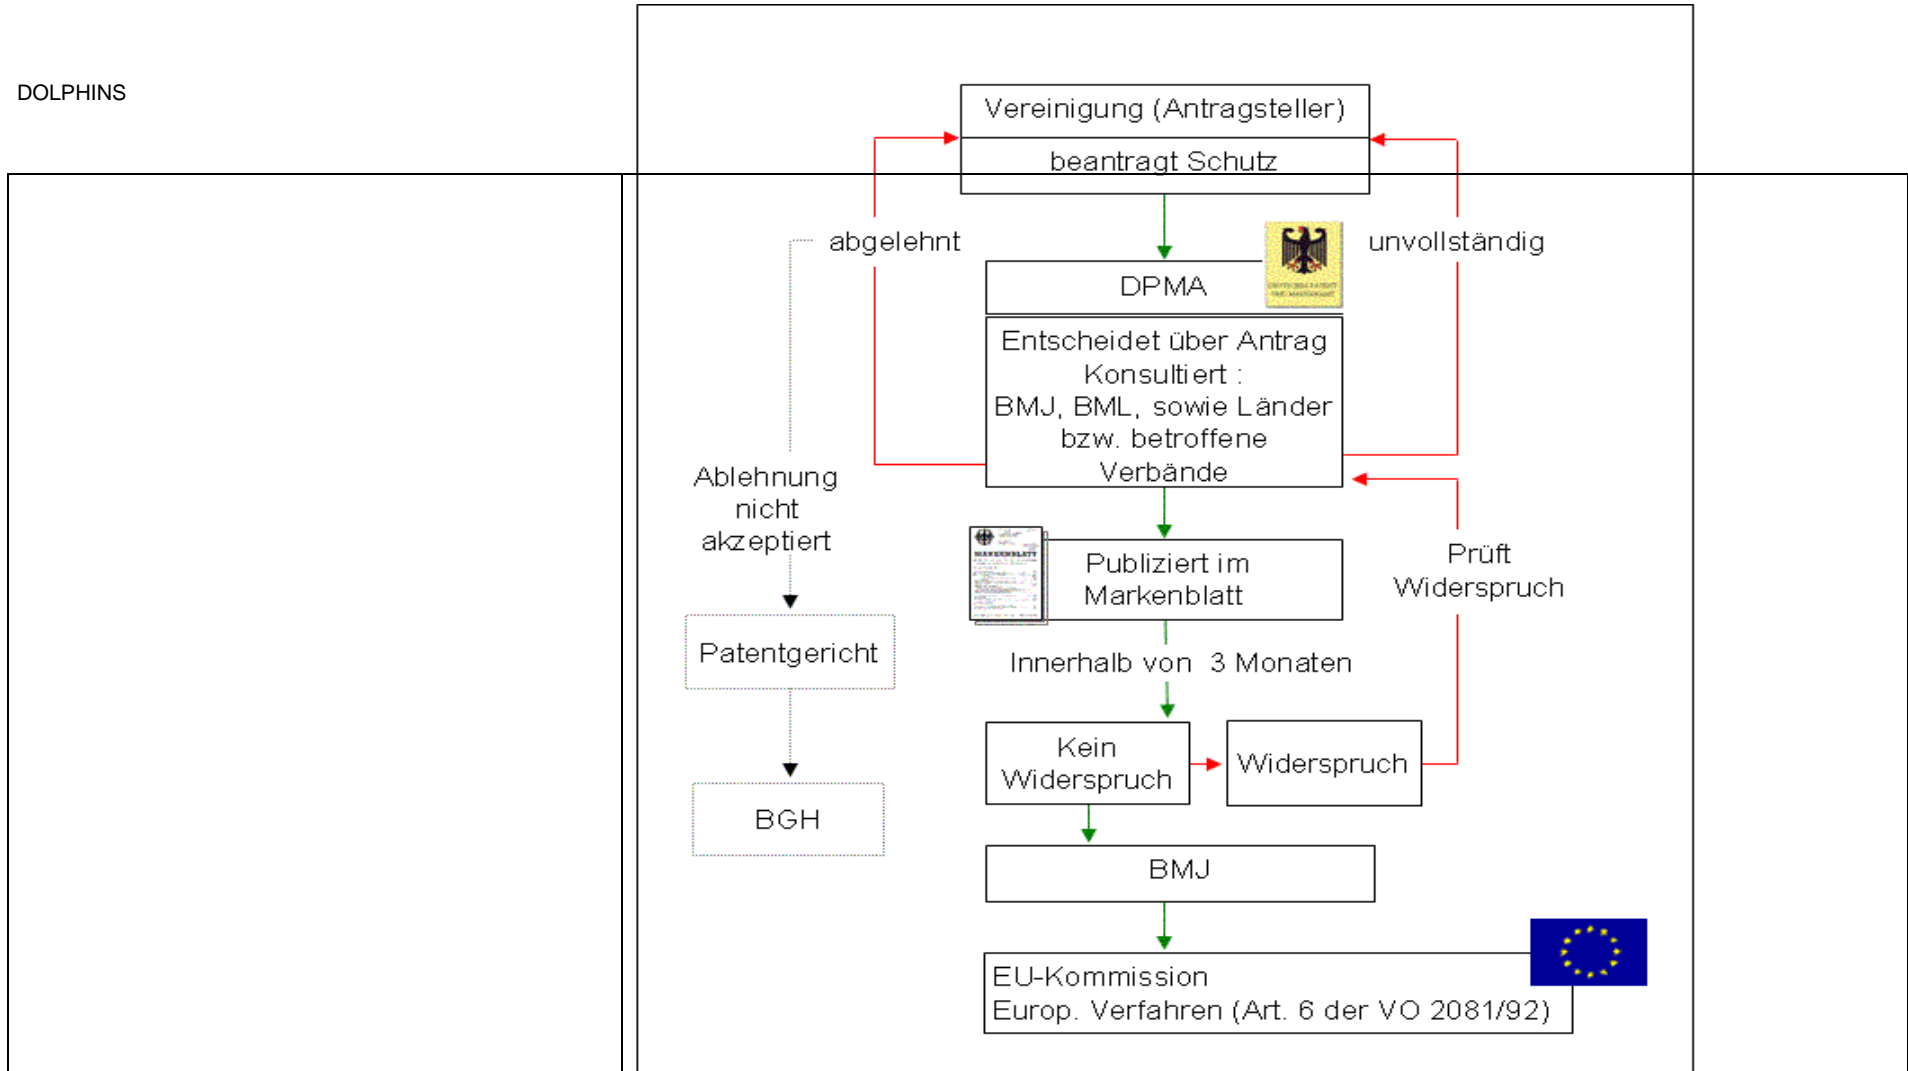 DOLPHINS
Vereinigung (Antragsteller)
beantragt Schutz
abgelehnt
unvollständig
DPMA
Entscheidet über Antrag
Konsultiert :
BMJ, BML, sowie Länder
bzw. betroffene
Verbände
Ablehnung
nicht
akzeptiert
MARKENBLATT
Publiziert im
Markenblatt
Prüft
Widerspruch
Patentgericht
Innerhalb von 3 Monaten
Kein
Widerspruch
Widerspruch
BGH
BMJ
EU-Kommission
Europ. Verfahren (Art. 6 der VO 2081/92)